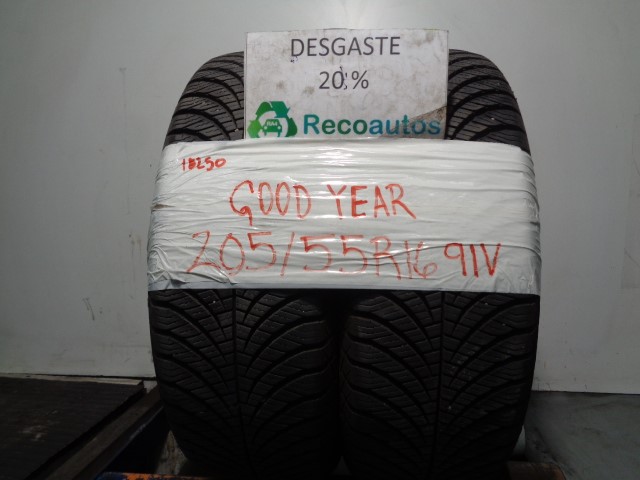 DESGASTE
20%
Recoautos
18250
GOOD YEAR
205/55R16 91V